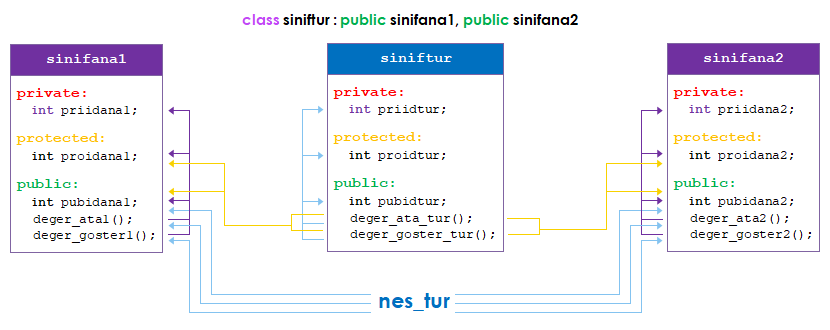 class siniftur : public sinifana1, public sinifana2
sinifana1
private:
int priidana1;
protected:
int proidana1;
public:
int pubidana1;
deger_ata1();
deger_goster1();
siniftur
private:
int priidtur;
protected:
int proidtur;
public:
int pubidtur;
deger_ata_tur();
deger_goster_tur();
sinifana2
private:
int priidana2;
protected:
int proidana2;
public:
int pubidana2;
deger_ata2();
deger_goster2();
nes_tur